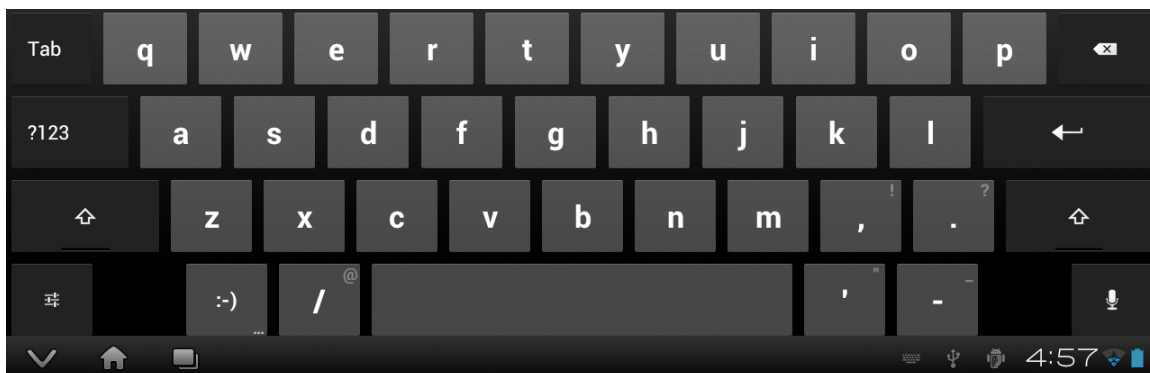 Tab q w e r t y u i o p
?123 a s d f g h j k l
z x c v b n m , ! . ?
:-) ... / @ ' " - _
4:57